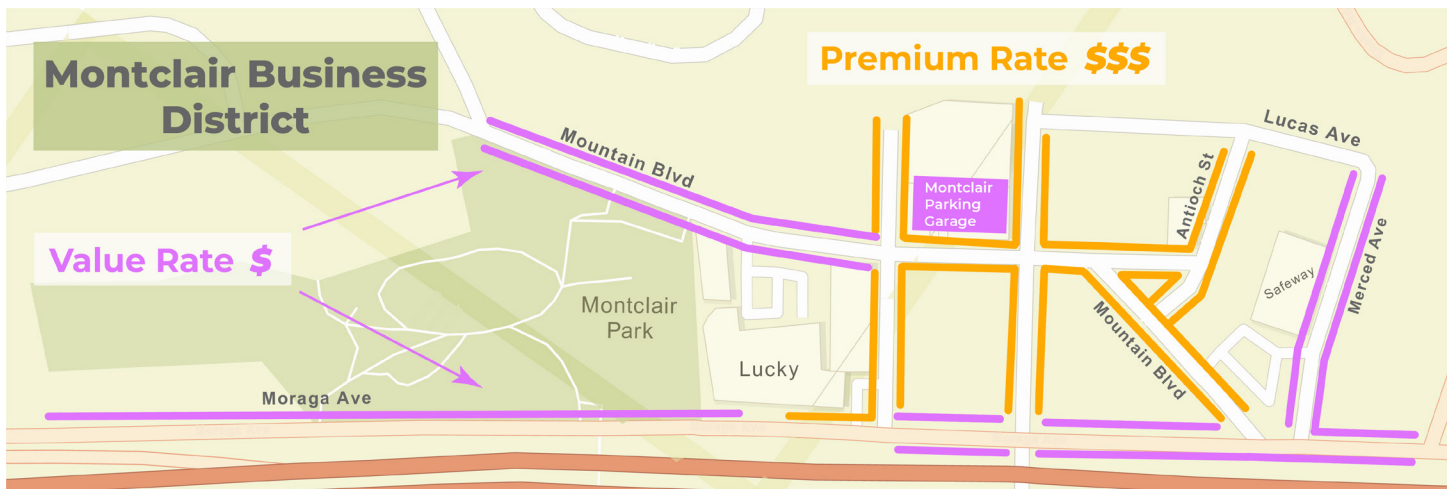 Montclair Business
District
Premium Rate $$$
Lucas Ave
Mountain Blvd
Antioch St
Montclair
Parking
Garage
Value Rate $
Merced Ave
Safeway
Montclair
Park
Mountain Blvd
Lucky
Moraga Ave